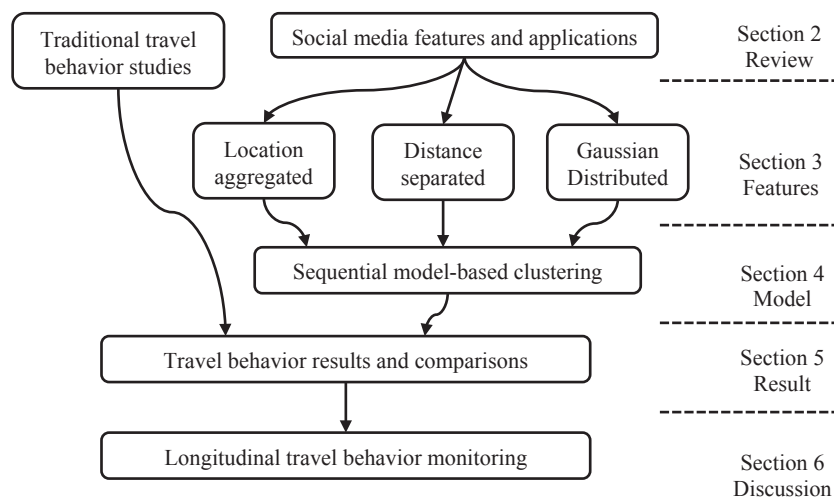 Traditional travel
behavior studies
Social media features and applications
Section 2
Review
Location
aggregated
Distance
separated
Gaussian
Distributed
Section 3
Features
Sequential model-based clustering
Section 4
Model
Travel behavior results and comparisons
Section 5
Result
Longitudinal travel behavior monitoring
Section 6
Discussion